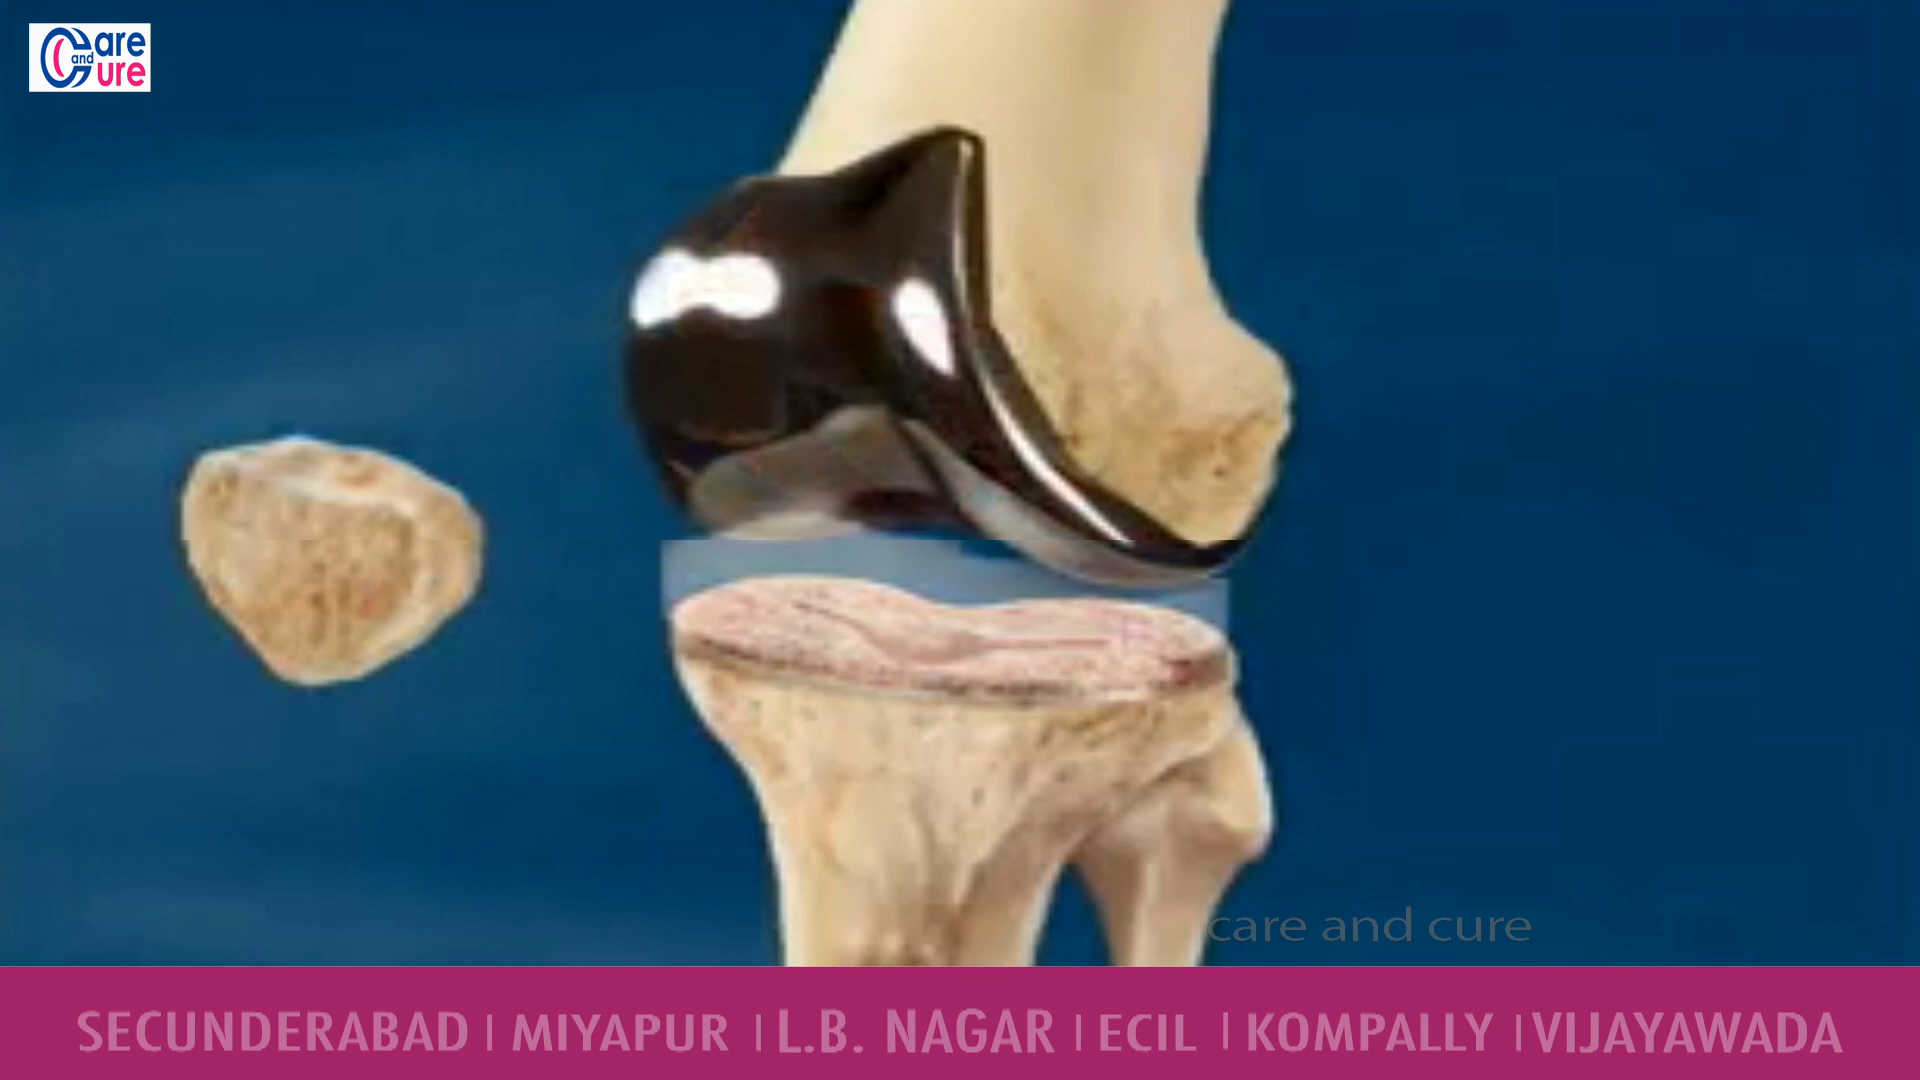 Care
and
Cure
care and cure
SECUNDERABAD | MIYAPUR | L.B. NAGAR | ECIL | KOMPALLY | VIJAYAWADA